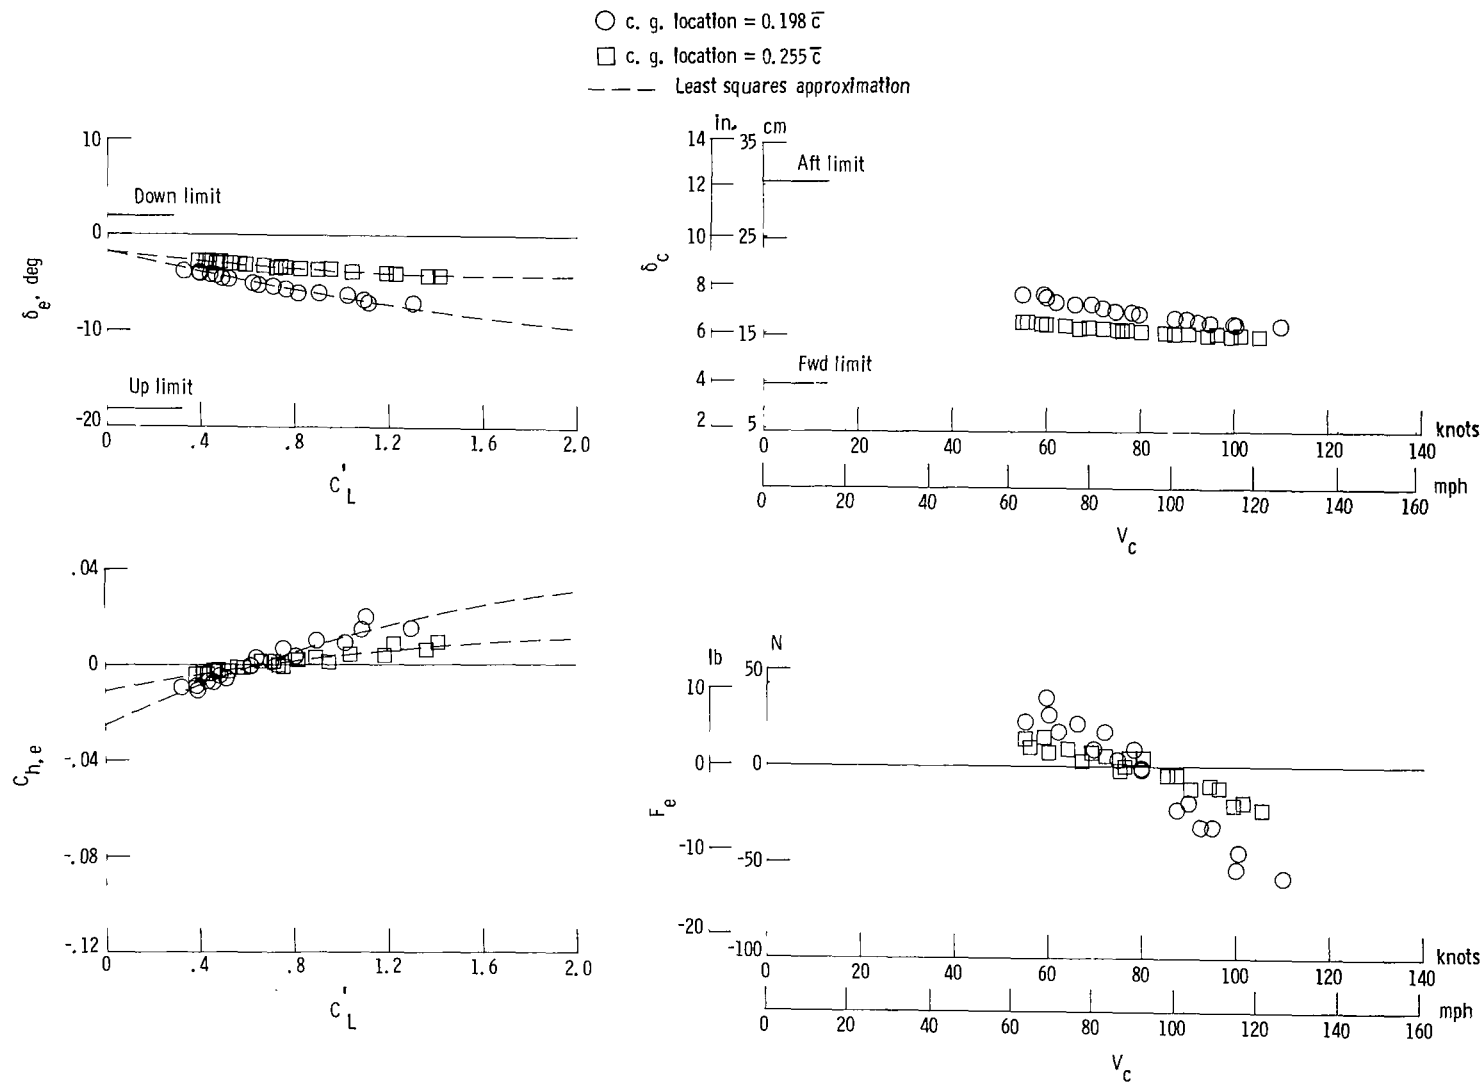 c. g. location = 0.198 c̄
c. g. location = 0.255 c̄
Least squares approximation
10
Down limit
0
δe, deg
-10
Up limit
-20
0 .4 .8 1.2 1.6 2.0
C'L
in. cm
14 35
Aft limit
12
10 25
δc
8
6 15
Fwd limit
4
2 5
0 20 40 60 80 100 120 140 knots
0 20 40 60 80 100 120 140 160 mph
Vc
.04
0
Ch, e
-.04
-.08
-.12
0 .4 .8 1.2 1.6 2.0
C'L
lb N
50
10
0 0
Fe
-10 -50
-20 -100
0 20 40 60 80 100 120 140 knots
0 20 40 60 80 100 120 140 160 mph
Vc